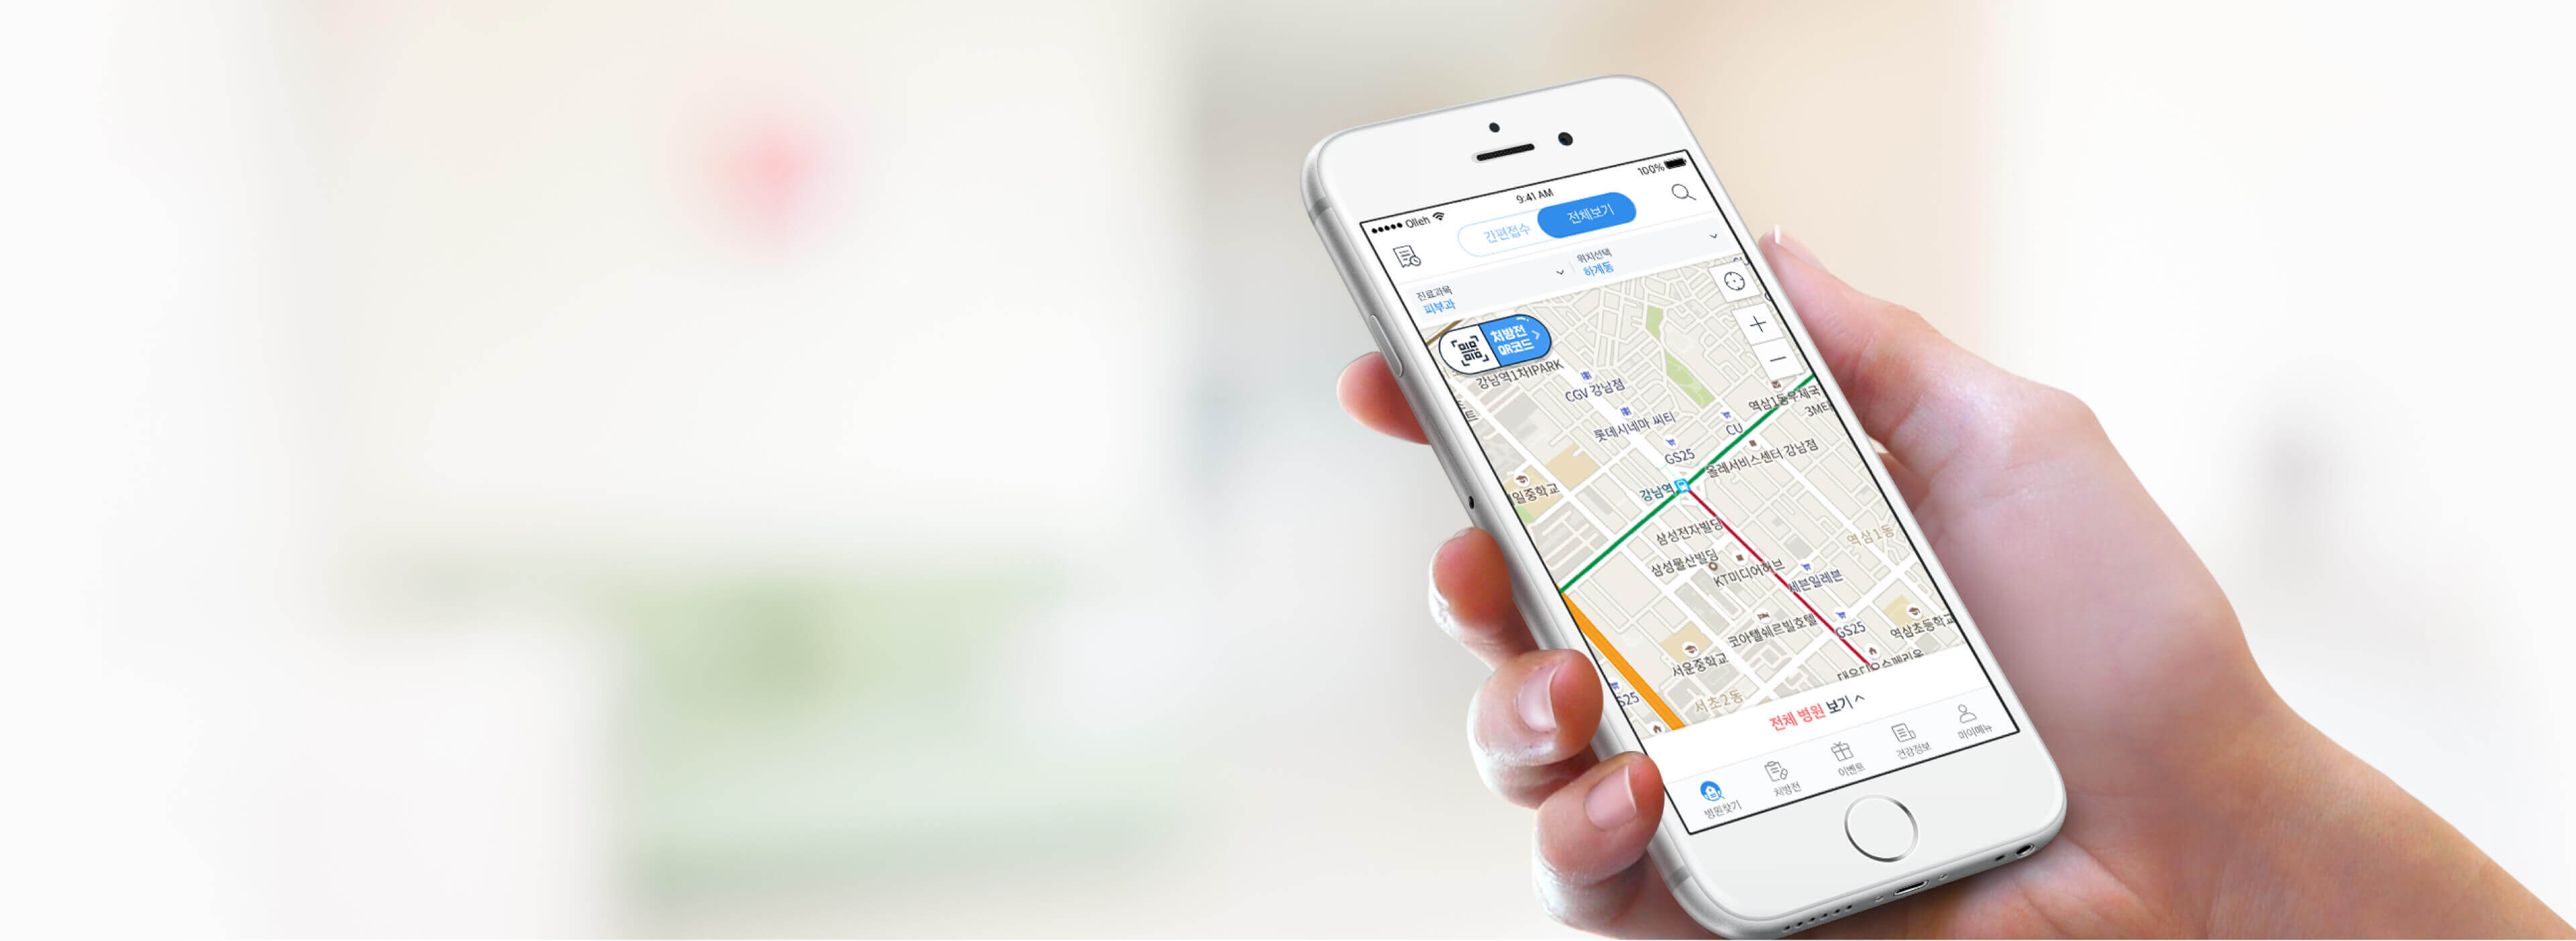 Olleh
9:41 AM
100%
간편접수
전체보기
진료과목
피부과
위치선택
하계동
처방전
QR코드
강남역1차IPARK
CGV 강남점
롯데시네마 씨티
역삼1동우체국
CU
GS25
올레서비스센터 강남점
일중학교
강남역
삼성전자빌딩
역삼1동
삼성물산빌딩
KT미디어허브
세븐일레븐
코아텔쉐르빌호텔
GS25
역삼초등학교
서운중학교
S25
서초2동
전체 병원 보기
병원찾기
처방전
이벤트
건강정보
마이메뉴